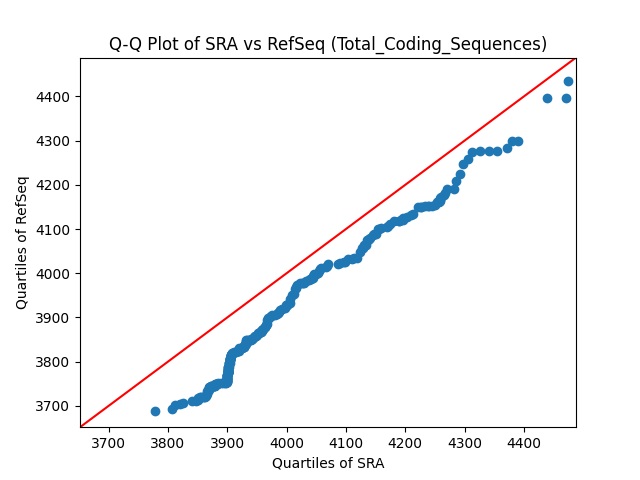 Q-Q Plot of SRA vs RefSeq (Total_Coding_Sequences)
Quartiles of RefSeq
4400
4300
4200
4100
4000
3900
3800
3700
3700 3800 3900 4000 4100 4200 4300 4400
Quartiles of SRA